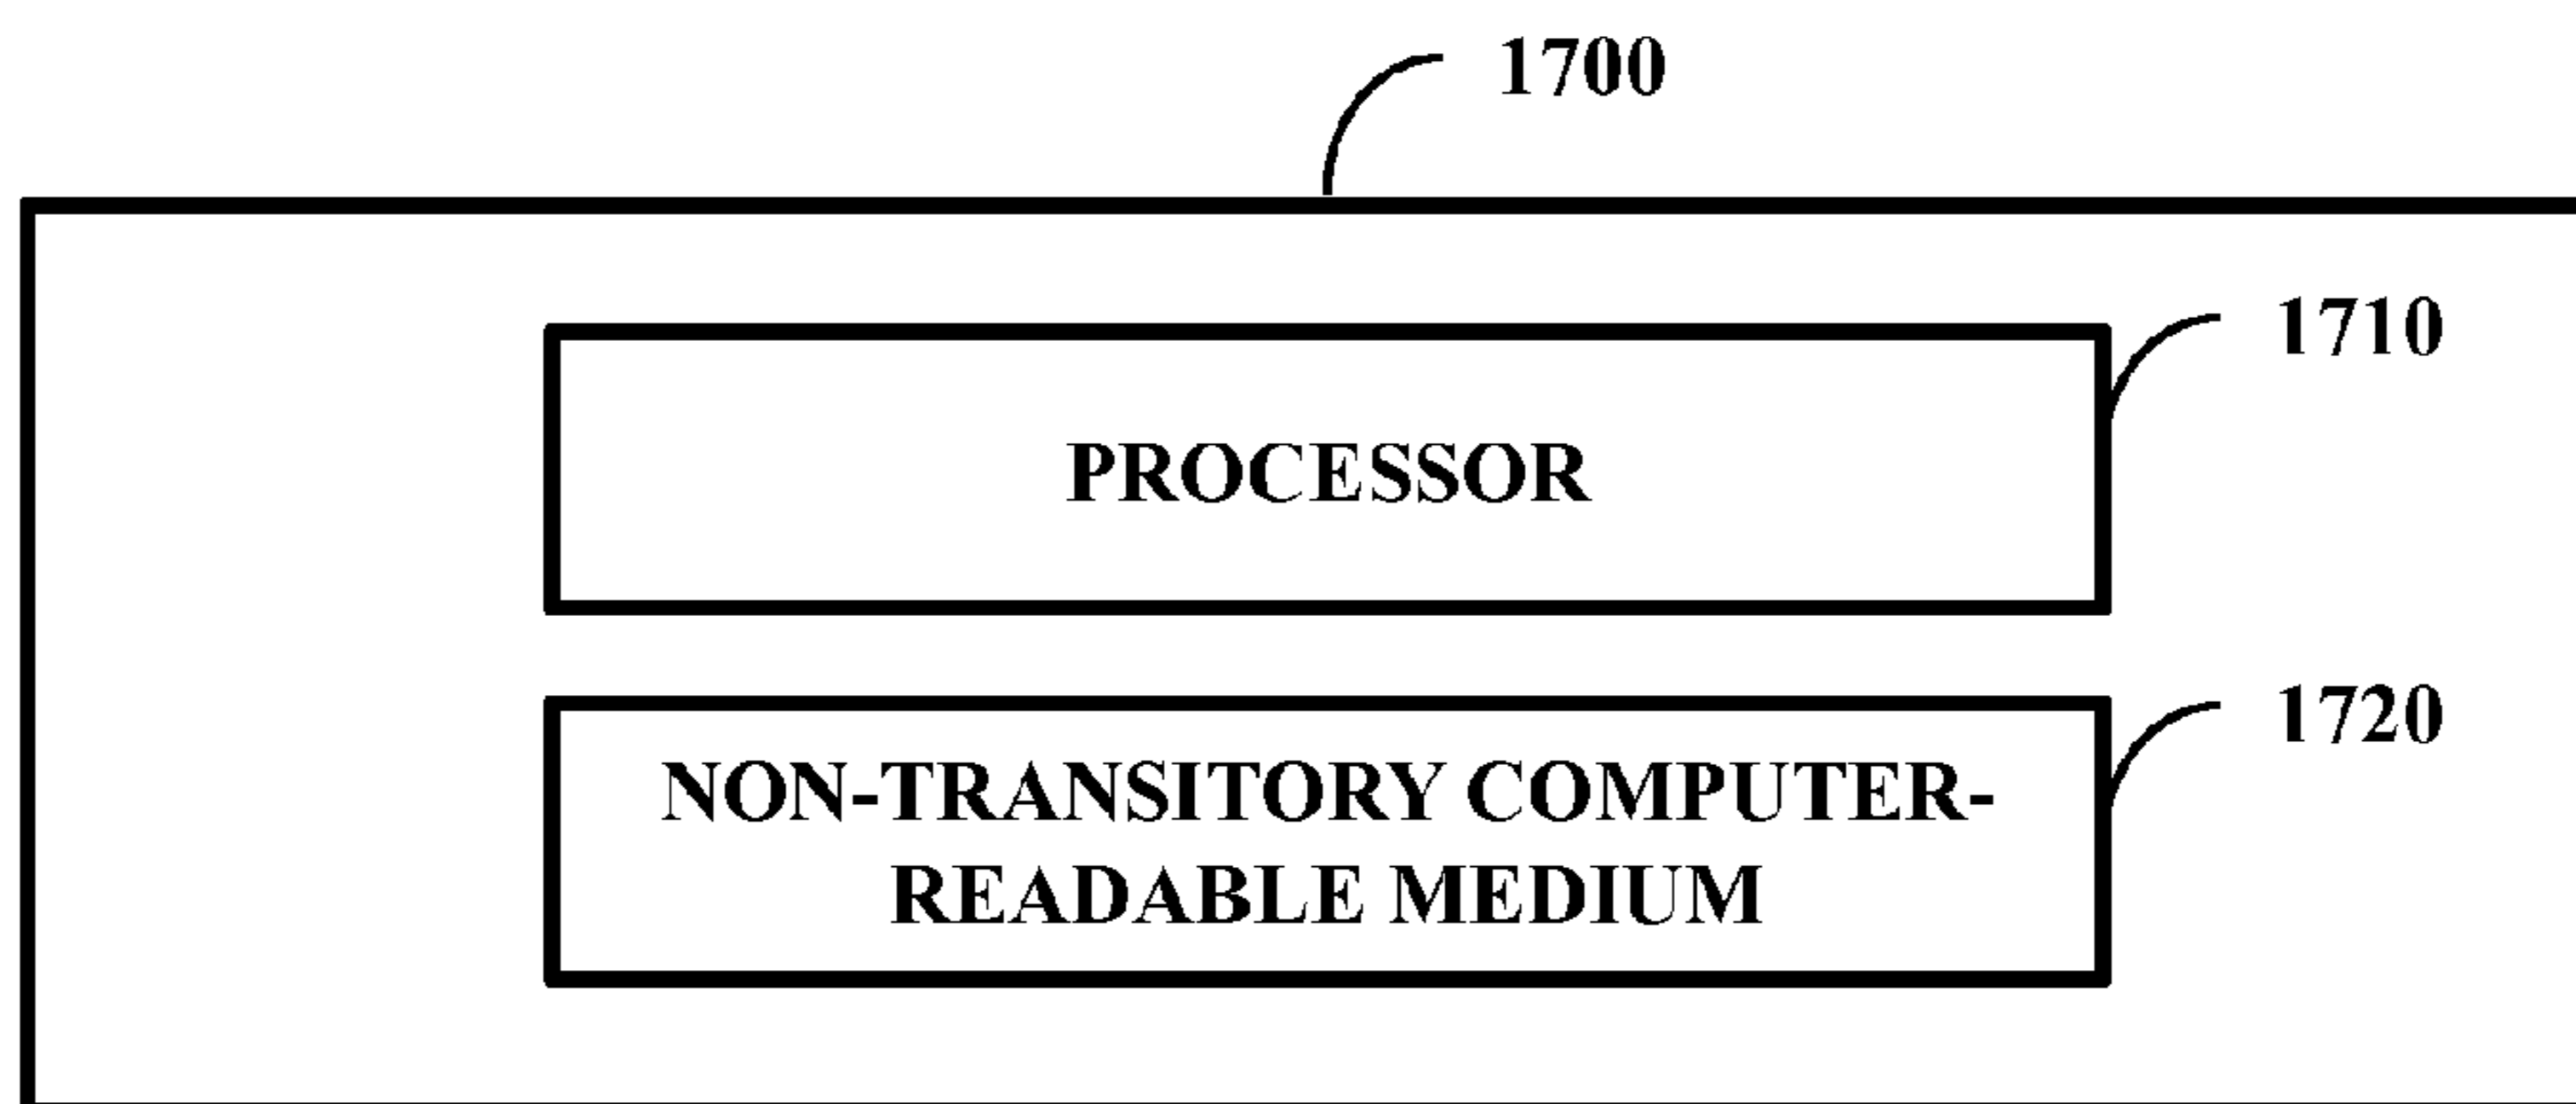 1700
1710
PROCESSOR
1720
NON-TRANSITORY COMPUTER-
READABLE MEDIUM